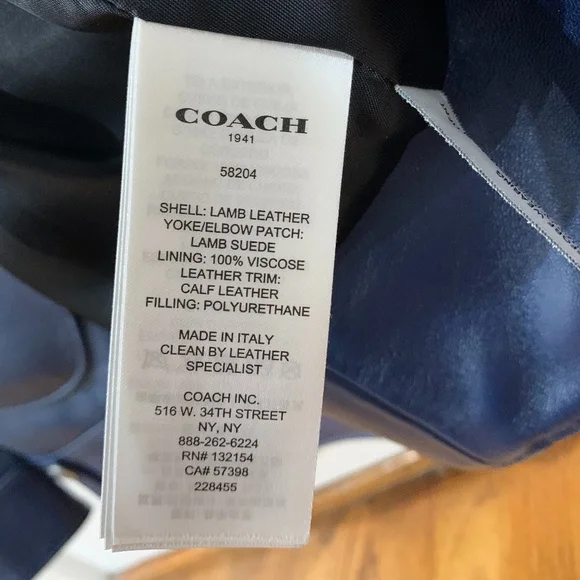 COACH
1941
58204
SHELL: LAMB LEATHER
YOKE/ELBOW PATCH:
LAMB SUEDE
LINING: 100% VISCOSE
LEATHER TRIM:
CALF LEATHER
FILLING: POLYURETHANE
MADE IN ITALY
CLEAN BY LEATHER
SPECIALIST
COACH INC.
516 W. 34TH STREET
NY, NY
888-262-6224
RN# 132154
CA# 57398
228455